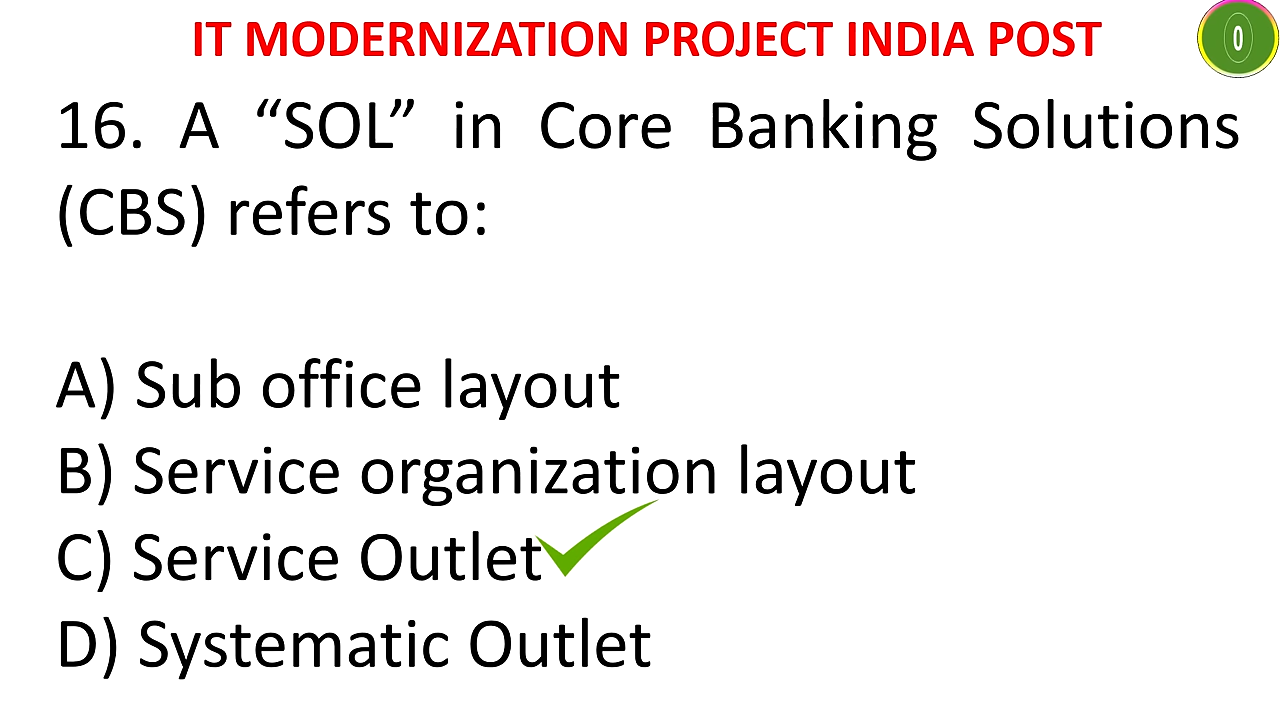 IT MODERNIZATION PROJECT INDIA POST
0
16. A “SOL” in Core Banking Solutions
(CBS) refers to:
A) Sub office layout
B) Service organization layout
C) Service Outlet
D) Systematic Outlet